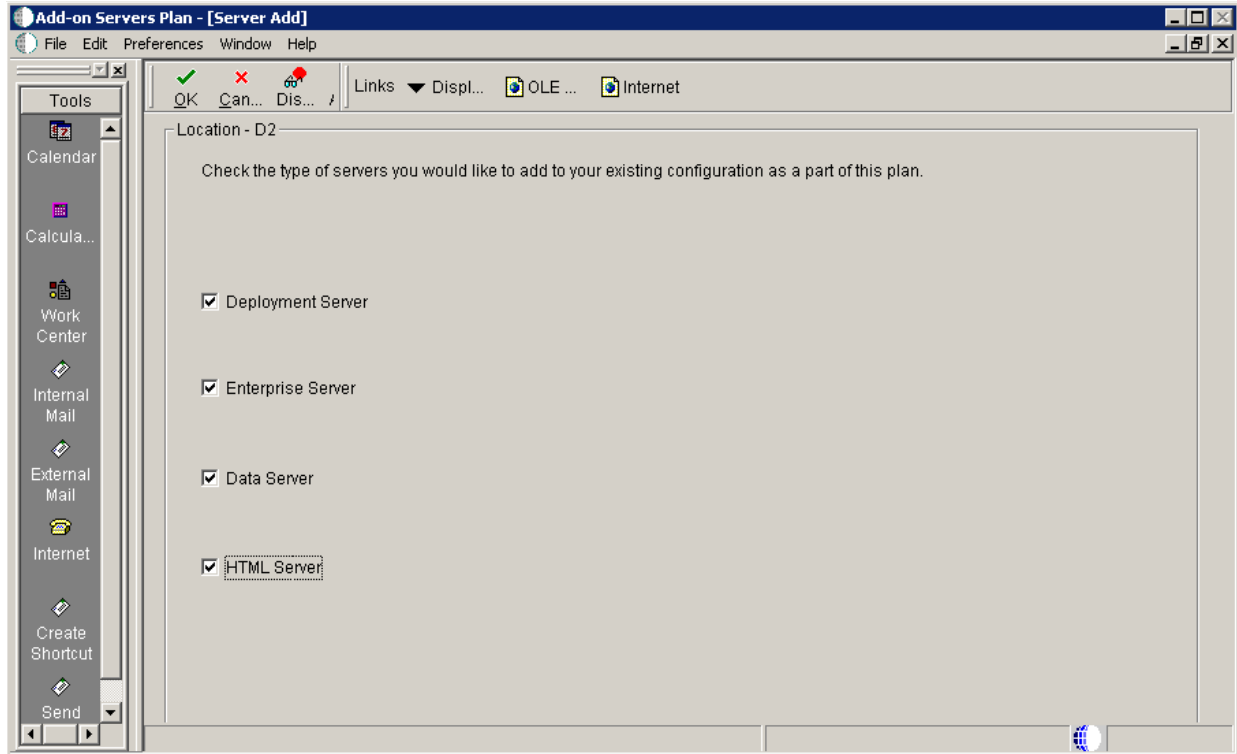 Add-on Servers Plan - [Server Add]
File Edit Preferences Window Help
Tools
Calendar
Calcula...
Work
Center
Internal
Mail
External
Mail
Internet
Create
Shortcut
Send
OK Can... Dis... Links Displ... OLE ... Internet
Location - D2
Check the type of servers you would like to add to your existing configuration as a part of this plan.
Deployment Server
Enterprise Server
Data Server
HTML Server